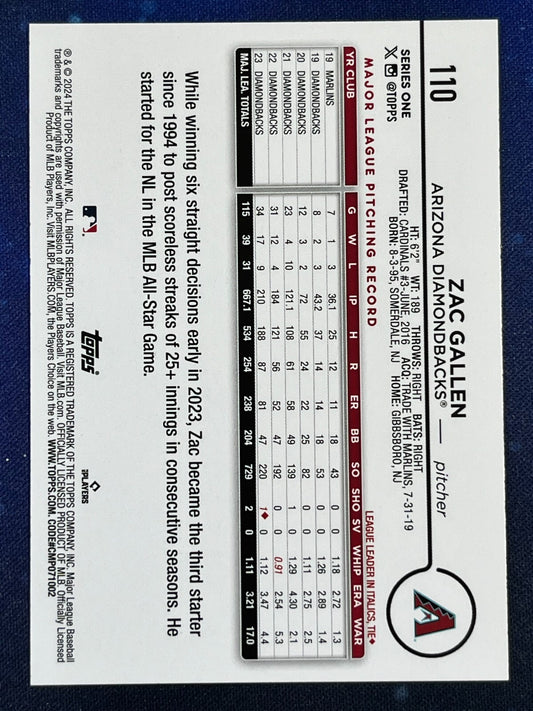 110
ZAC GALLEN
ARIZONA DIAMONDBACKS® — pitcher
SERIES ONE
X @TOPPS
HT: 6'2" WT: 189 THROWS: RIGHT BATS: RIGHT
DRAFTED: CARDINALS #3-JUNE, 2016 ACQ: TRADE WITH MARLINS, 7-31-19
BORN: 8-3-95, SOMERDALE, NJ HOME: GIBBSBORO, NJ
MAJOR LEAGUE PITCHING RECORD LEAGUE LEADER IN ITALICS, TIE♦
YR CLUB G W L IP H R ER BB SO SHO SV WHIP ERA WAR
19 MARLINS 7 1 3 36.1 25 12 11 18 43 0 0 1.18 2.72 1.3
19 DIAMONDBACKS 8 2 3 43.2 37 14 14 18 53 0 0 1.26 2.89 1.4
20 DIAMONDBACKS 12 3 2 72 55 24 22 25 82 0 0 1.11 2.75 2.5
21 DIAMONDBACKS 23 4 10 121.1 108 61 58 49 139 1 0 1.29 4.30 2.1
22 DIAMONDBACKS 31 12 4 184 121 56 52 47 192 0 0 0.91 2.54 5.3
23 DIAMONDBACKS 34 17 9 210 188 87 81 47 220 1♦ 0 1.12 3.47 4.4
MAJ. LEA. TOTALS 115 39 31 667.1 534 254 238 204 729 2 0 1.11 3.21 17.0
While winning six straight decisions early in 2023, Zac became the third starter
since 1994 to post scoreless streaks of 25+ innings in consecutive seasons. He
started for the NL in the MLB All-Star Game.
topps
PLAYERS
® & © 2024 THE TOPPS COMPANY, INC. ALL RIGHTS RESERVED. TOPPS IS A REGISTERED TRADEMARK OF THE TOPPS COMPANY, INC. Major League Baseball
trademarks and copyrights are used with permission of Major League Baseball. Visit MLB.com. OFFICIALLY LICENSED PRODUCT OF MLB. Officially Licensed
Product of MLB Players, Inc. Visit MLBPLAYERS.COM, the Players Choice on the web. WWW.TOPPS.COM. CODE#CMP071002